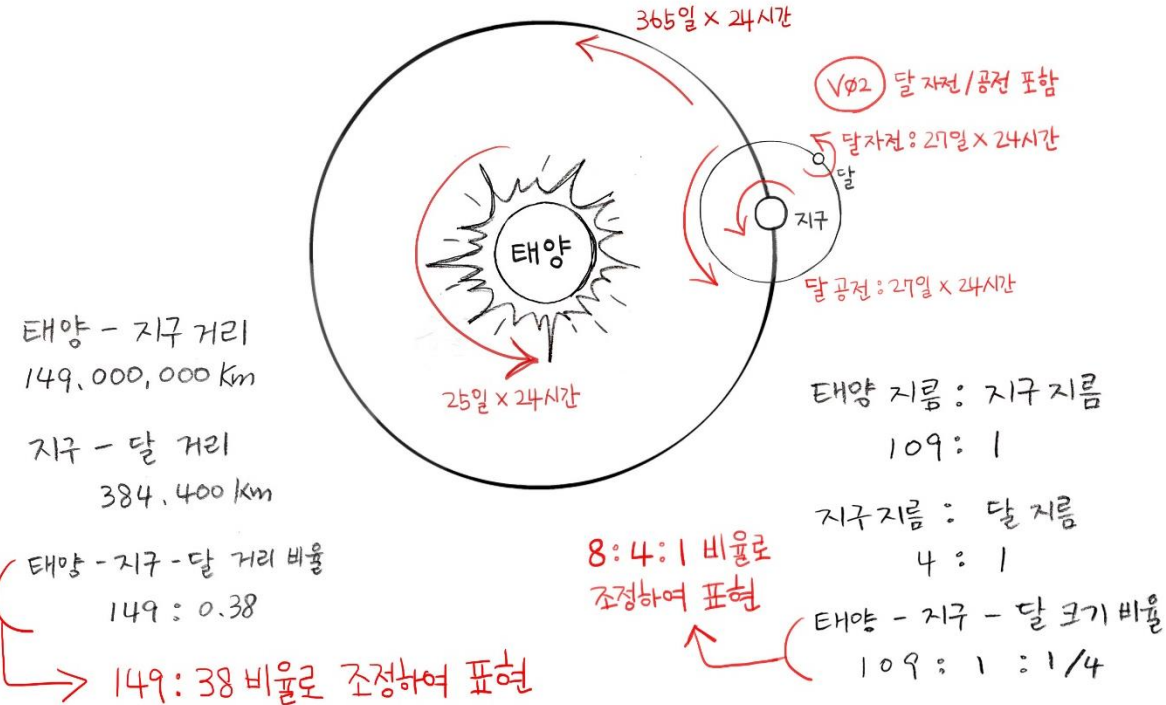 365일 × 24시간
VØ2 달 자전/공전 포함
달자전 : 27일 × 24시간
달
지구
태양
달 공전 : 27일 × 24시간
25일 × 24시간
태양 - 지구 거리
149,000,000 Km
지구 - 달 거리
384,400 km
태양 - 지구 - 달 거리 비율
149 : 0.38
149 : 38 비율로 조정하여 표현
태양 지름 : 지구 지름
109 : 1
지구 지름 : 달 지름
4 : 1
태양 - 지구 - 달 크기 비율
109 : 1 : 1/4
8 : 4 : 1 비율로
조정하여 표현